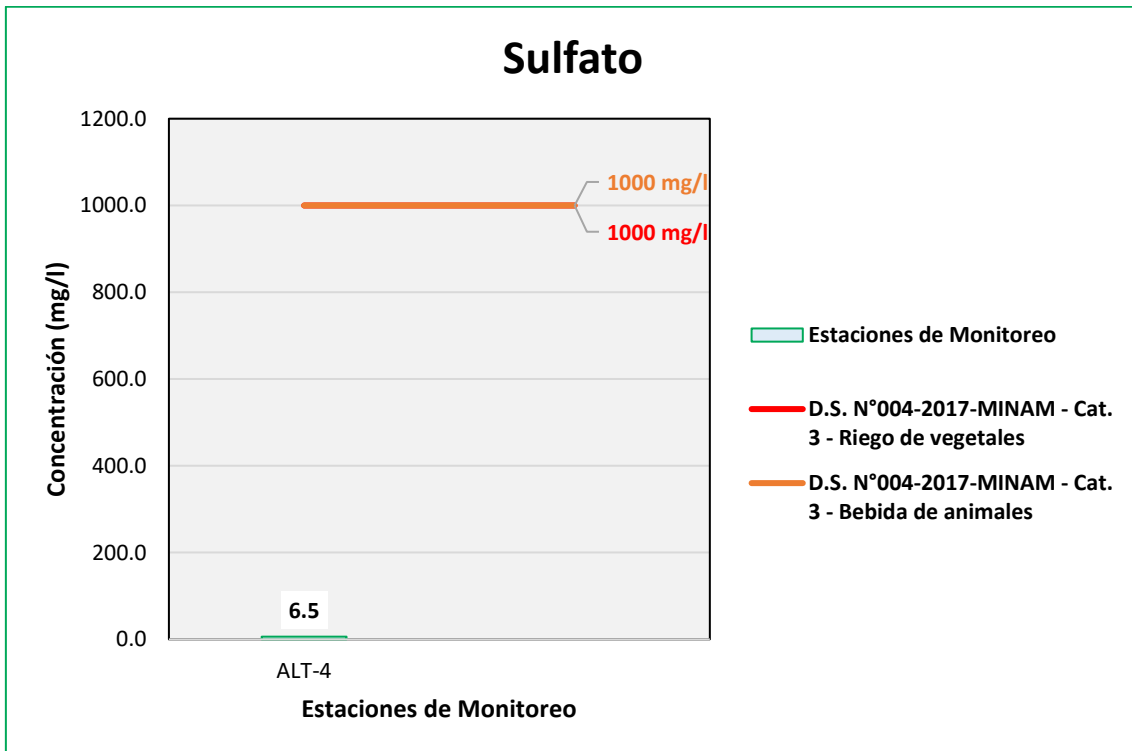 Sulfato
1200.0
1000.0
800.0
600.0
400.0
200.0
0.0
Concentración (mg/l)
1000 mg/l
1000 mg/l
6.5
ALT-4
Estaciones de Monitoreo
Estaciones de Monitoreo
D.S. N°004-2017-MINAM - Cat.
3 - Riego de vegetales
D.S. N°004-2017-MINAM - Cat.
3 - Bebida de animales